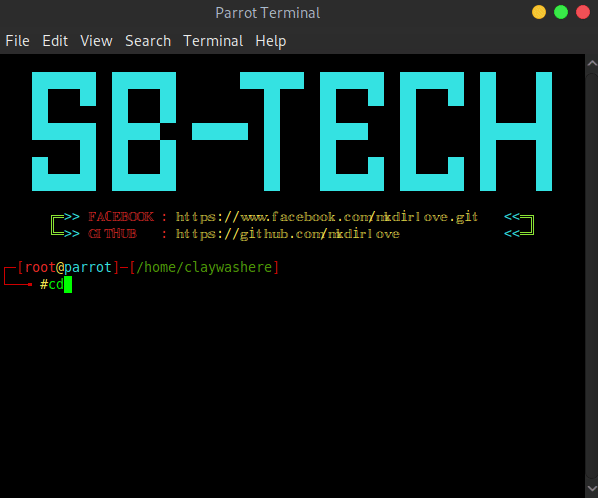 Parrot Terminal
File Edit View Search Terminal Help
SB-TECH
>> FACEBOOK : https://www.facebook.com/mkdirlove.git <<
>> GITHUB : https://github.com/mkdirlove <<
[root@parrot]─[/home/claywashere]
#cd